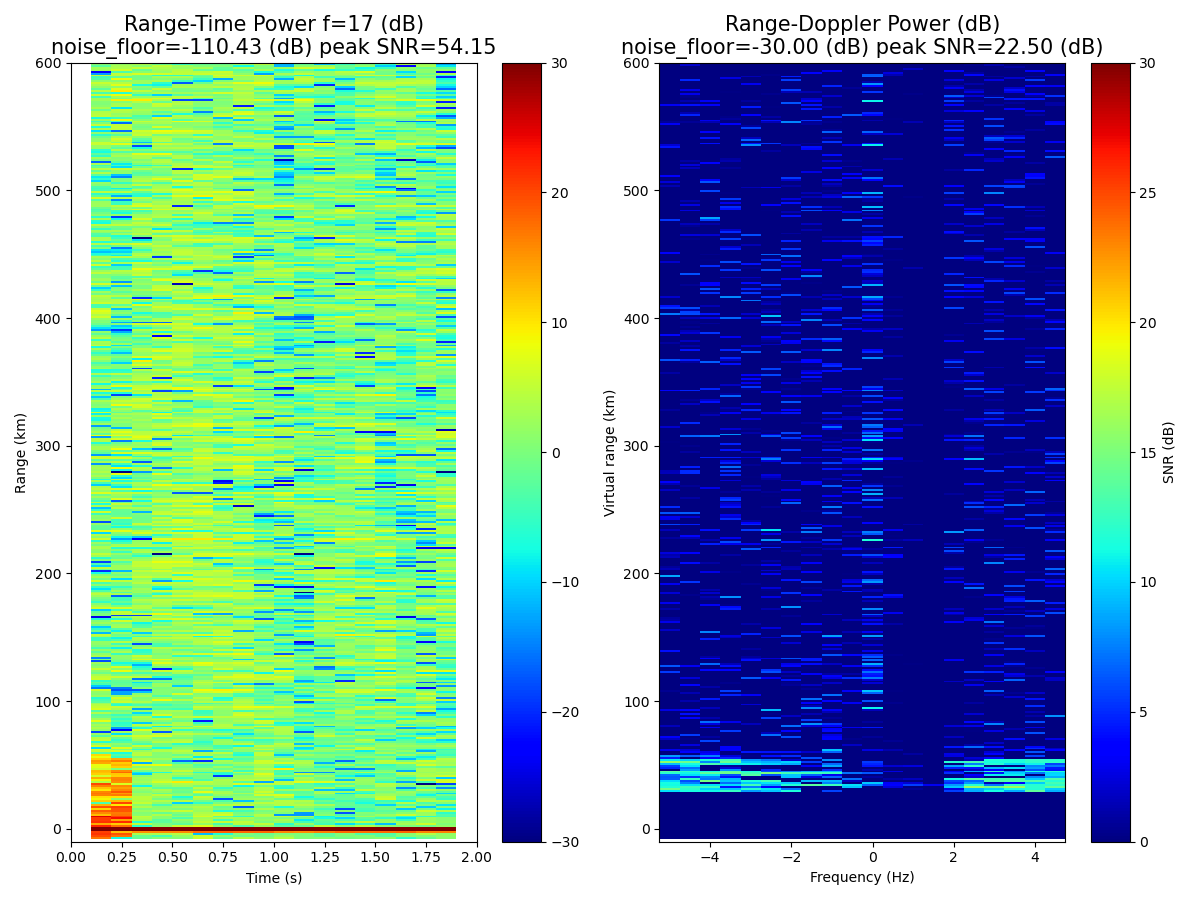 Range-Time Power f=17 (dB)
noise_floor=-110.43 (dB) peak SNR=54.15
Range (km)
600
500
400
300
200
100
0
0.00 0.25 0.50 0.75 1.00 1.25 1.50 1.75 2.00
Time (s)
30
20
10
0
−10
−20
−30
Range-Doppler Power (dB)
noise_floor=-30.00 (dB) peak SNR=22.50 (dB)
Virtual range (km)
600
500
400
300
200
100
0
−4 −2 0 2 4
Frequency (Hz)
30
25
20
15
10
5
0
SNR (dB)